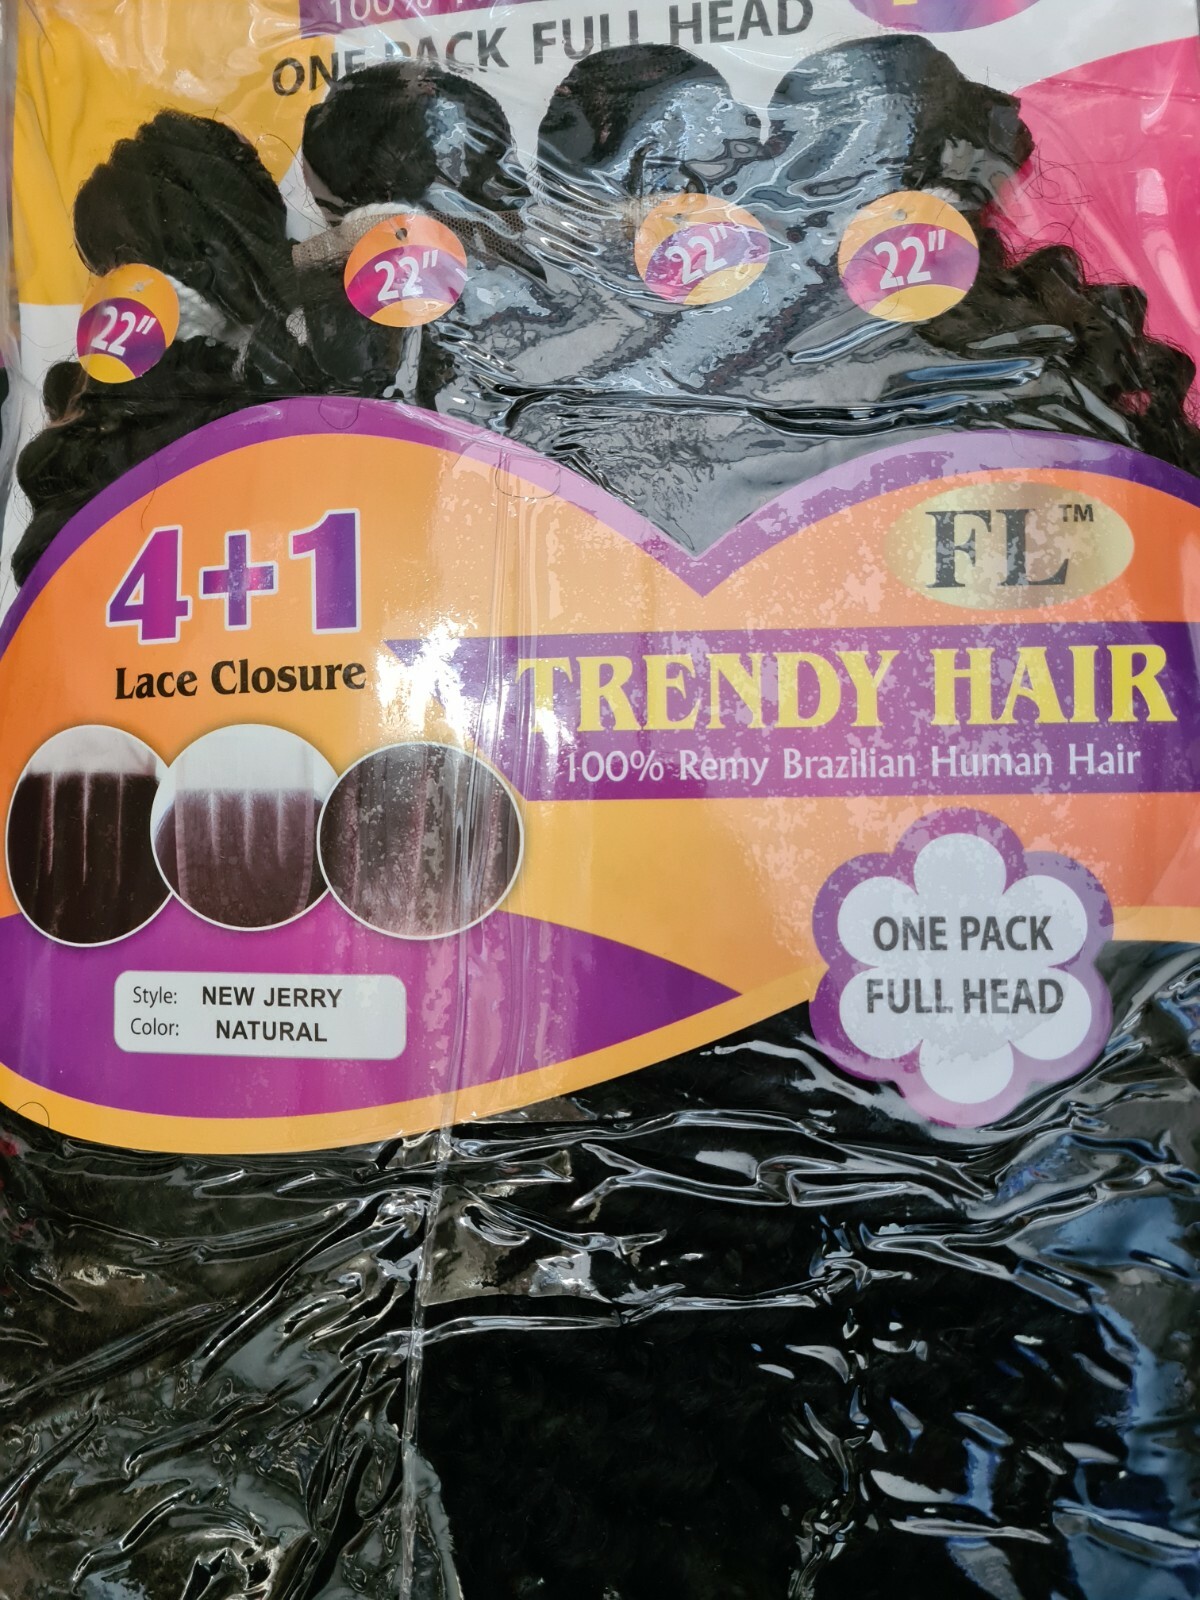 100%
ONE PACK FULL HEAD
22"
22"
22"
22"
4+1
Lace Closure
FL™
TRENDY HAIR
100% Remy Brazilian Human Hair
ONE PACK
FULL HEAD
Style: NEW JERRY
Color: NATURAL